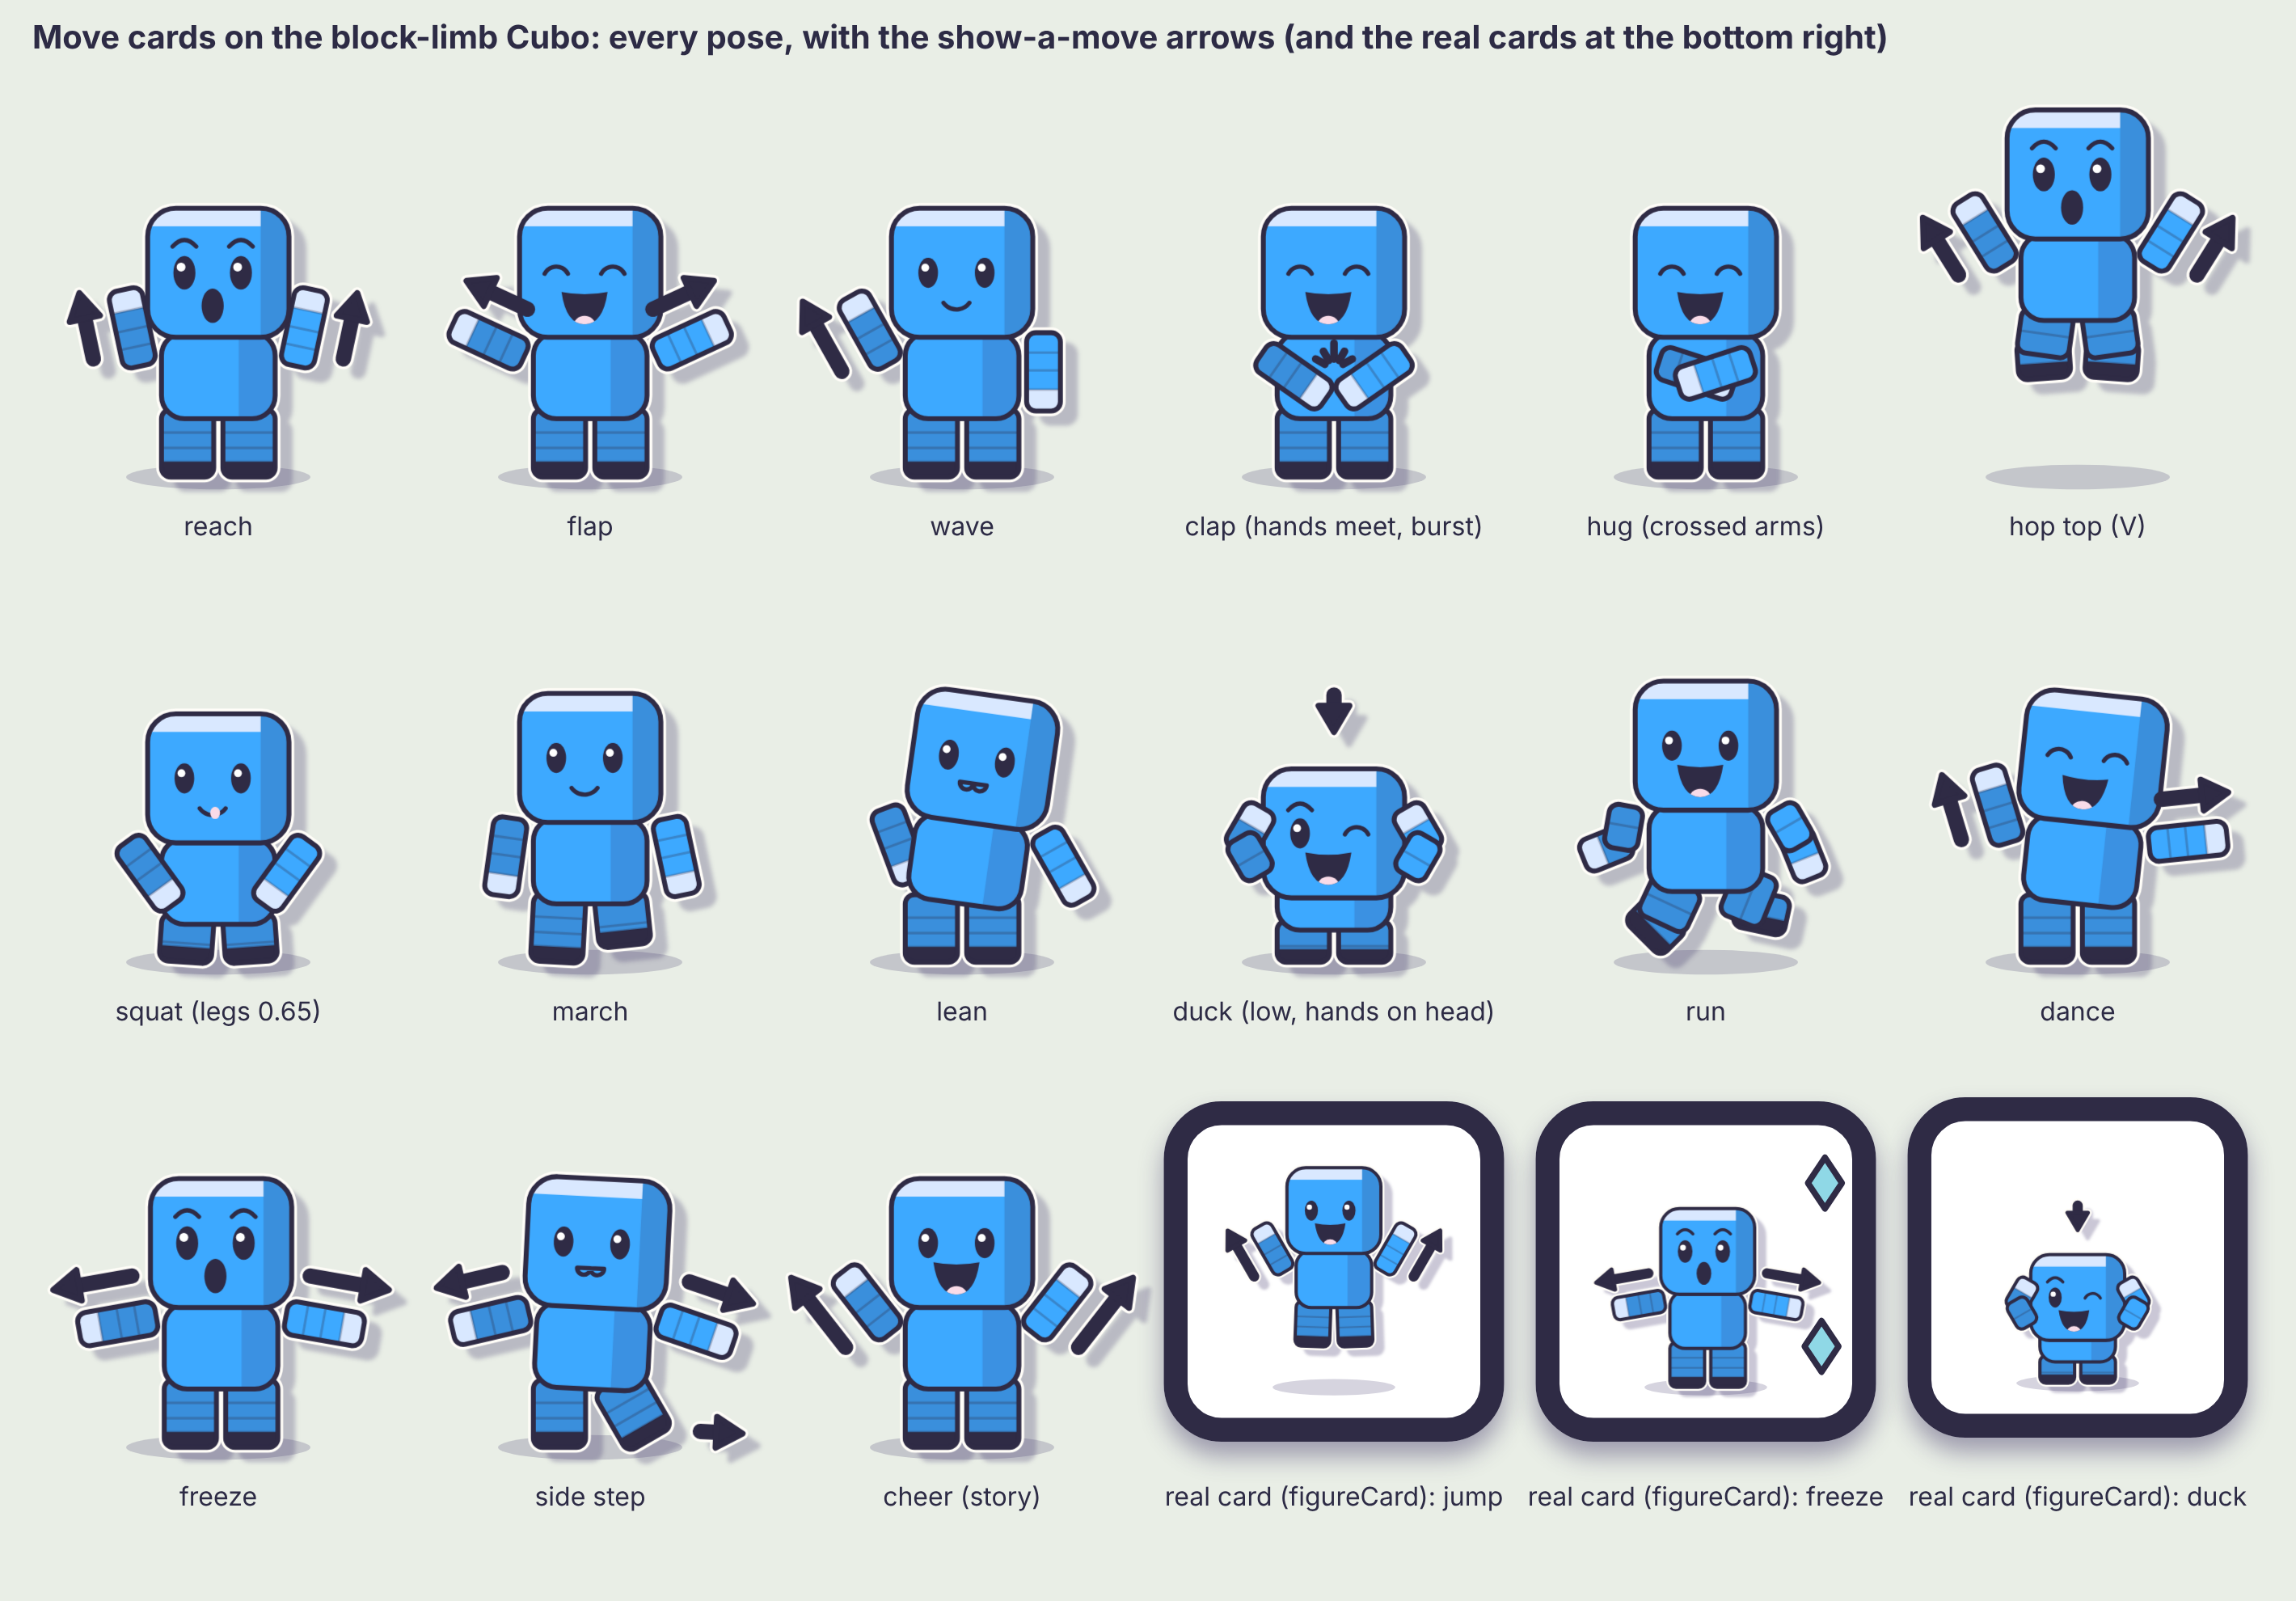 Move cards on the block-limb Cubo: every pose, with the show-a-move arrows (and the real cards at the bottom right)
reach
flap
wave
clap (hands meet, burst)
hug (crossed arms)
hop top (V)
squat (legs 0.65)
march
lean
duck (low, hands on head)
run
dance
freeze
side step
cheer (story)
real card (figureCard): jump
real card (figureCard): freeze
real card (figureCard): duck